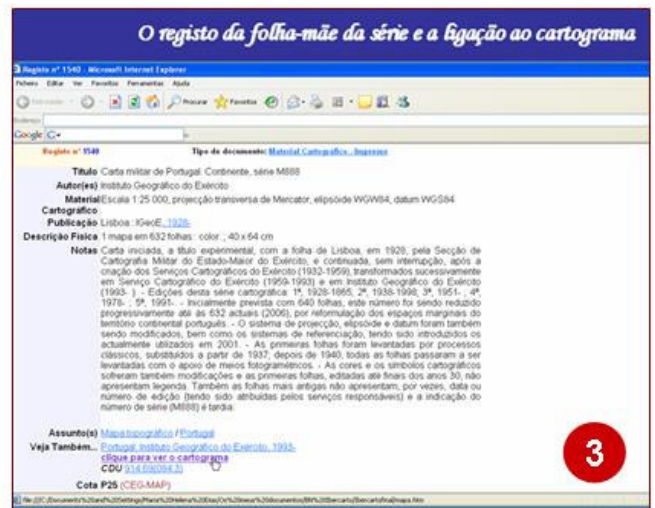 O registo da folha-mãe da série e a ligação ao cartograma
Registo nº 1540 - Microsoft Internet Explorer
Ficheiro Editar Ver Favoritos Ferramentas Ajuda
Procurar Favoritos
Endereço
Google
Registo nº 1540 Tipo de documento: Material Cartográfico - Impresso
Título Carta militar de Portugal. Continente, série M888
Autor(es) Instituto Geográfico do Exército
Material Escala 1:25 000, projecção transversa de Mercator, elipsóide WGW84, datum WGS84
Cartográfico
Publicação Lisboa : IGeoE, 1928-
Descrição Física 1 mapa em 632 folhas : color. ; 40 x 64 cm
Notas Carta iniciada, a título experimental, com a folha de Lisboa, em 1928, pela Secção de
Cartografia Militar do Estado-Maior do Exército, e continuada, sem interrupção, após a
criação dos Serviços Cartográficos do Exército (1932-1959), transformados sucessivamente
em Serviço Cartográfico do Exército (1959-1993) e em Instituto Geográfico do Exército
(1993- ). - Edições desta série cartográfica: 1ª, 1928-1865; 2ª, 1938-1998; 3ª, 1951- ; 4ª,
1978- ; 5ª, 1991-. - Inicialmente prevista com 640 folhas, este número foi sendo reduzido
progressivamente até às 632 actuais (2006), por reformulação dos espaços marginais do
território continental português. - O sistema de projecção, elipsóide e datum foram também
sendo modificados, bem como os sistemas de referenciação, tendo sido introduzidos os
actualmente utilizados em 2001. - As primeiras folhas foram levantadas por processos
clássicos, substituídos a partir de 1937; depois de 1940, todas as folhas passaram a ser
levantadas com o apoio de meios fotogramétricos. - As cores e os símbolos cartográficos
sofreram também modificações e as primeiras folhas, editadas até finais dos anos 30, não
apresentam legenda. Também as folhas mais antigas não apresentam, por vezes, data ou
número de edição (tendo sido atribuídas pelos serviços responsáveis) e a indicação do
número de série (M888) é tardia.
Assunto(s) Mapa topográfico / Portugal
Veja Também... Portugal. Instituto Geográfico do Exército, 1993-
clique para ver o cartograma
CDU 914.69(084.3)
Cota P25 (CEG-MAP)
3